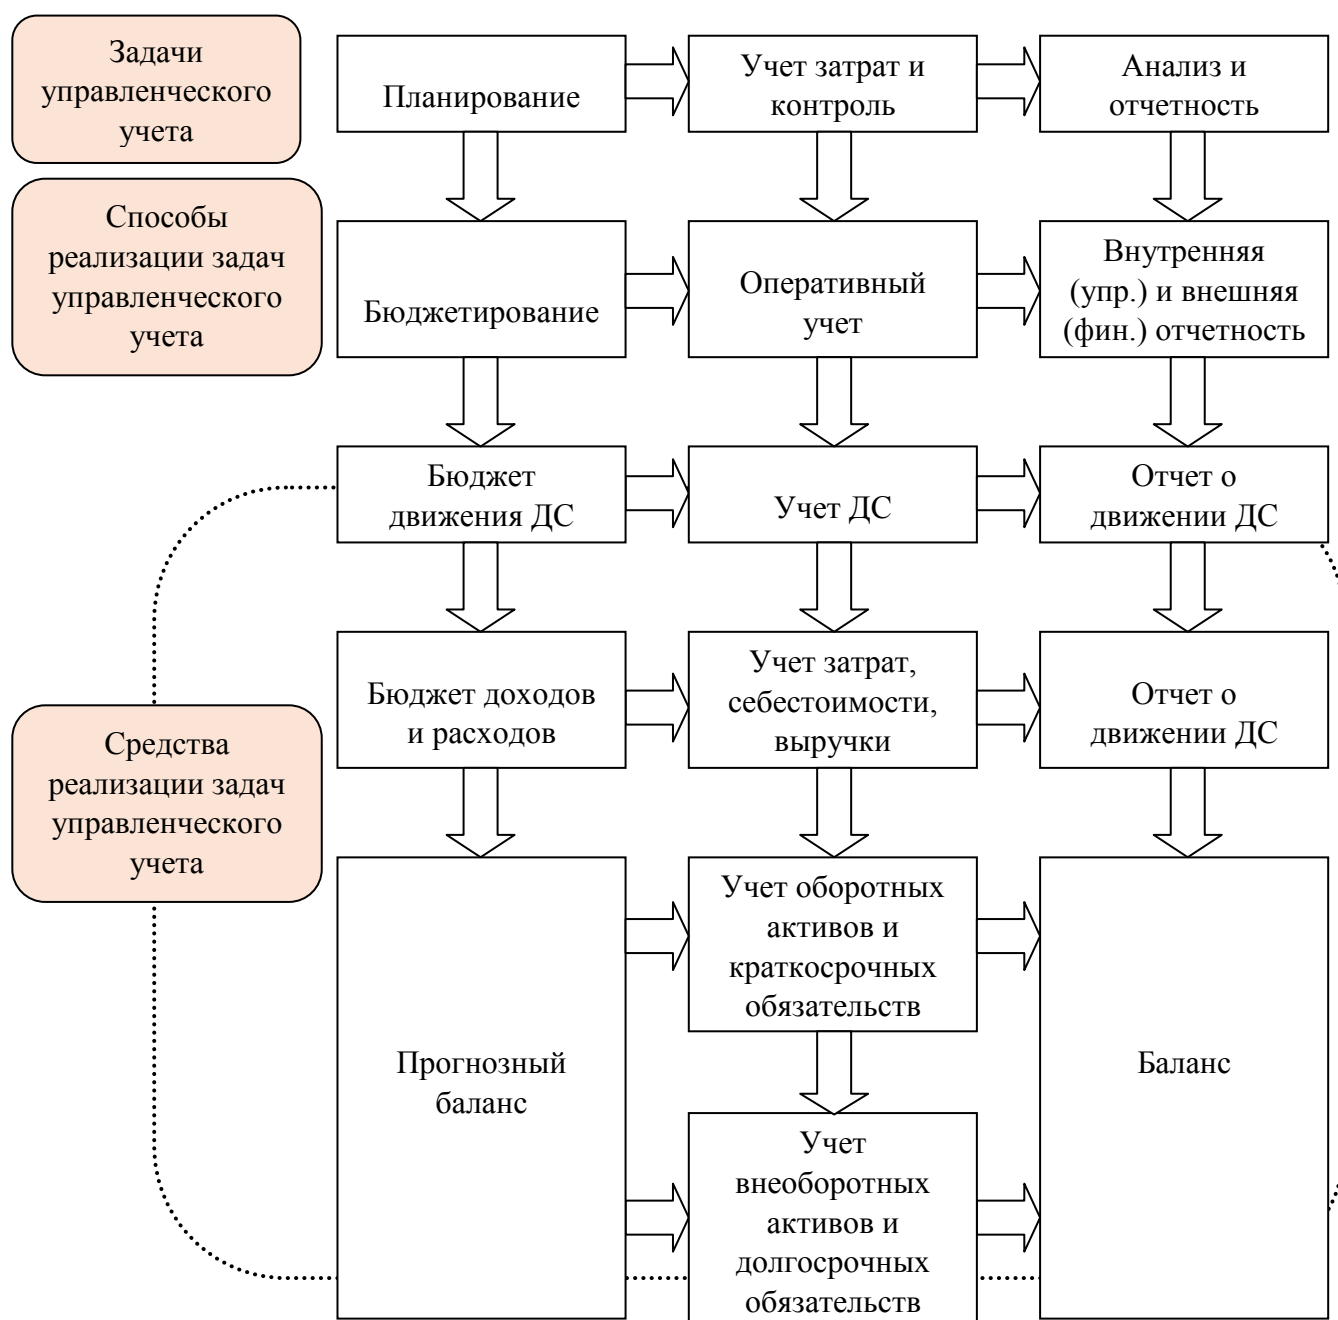 Задачи
управленческого
учета
Планирование
Учет затрат и
контроль
Анализ и
отчетность
Способы
реализации задач
управленческого
учета
Бюджетирование
Оперативный
учет
Внутренняя
(упр.) и внешняя
(фин.) отчетность
Бюджет
движения ДС
Учет ДС
Отчет о
движении ДС
Средства
реализации задач
управленческого
учета
Бюджет доходов
и расходов
Учет затрат,
себестоимости,
выручки
Отчет о
движении ДС
Прогнозный
баланс
Учет оборотных
активов и
краткосрочных
обязательств
Учет
внеоборотных
активов и
долгосрочных
обязательств
Баланс